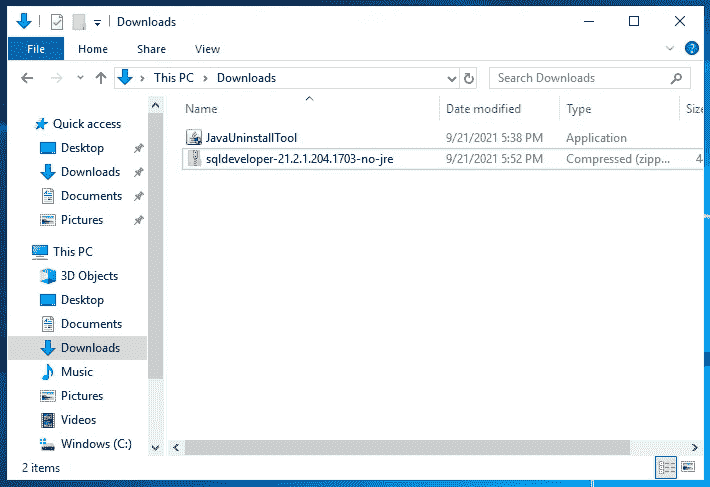 Downloads
File Home Share View
This PC Downloads Search Downloads
Name Date modified Type Size
JavaUninstallTool 9/21/2021 5:38 PM Application
sqldeveloper-21.2.1.204.1703-no-jre 9/21/2021 5:52 PM Compressed (zipp... 4
Quick access
Desktop
Downloads
Documents
Pictures
This PC
3D Objects
Desktop
Documents
Downloads
Music
Pictures
Videos
Windows (C:)
2 items